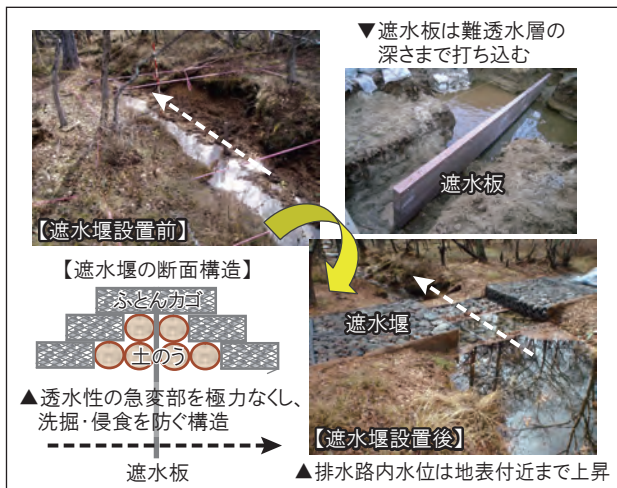 ▼遮水板は難透水層の
深さまで打ち込む
遮水板
【遮水堰設置前】
【遮水堰の断面構造】
ふとんカゴ
土のう
▲透水性の急変部を極力なくし、
洗掘・侵食を防ぐ構造
遮水板
遮水堰
【遮水堰設置後】
▲排水路内水位は地表付近まで上昇